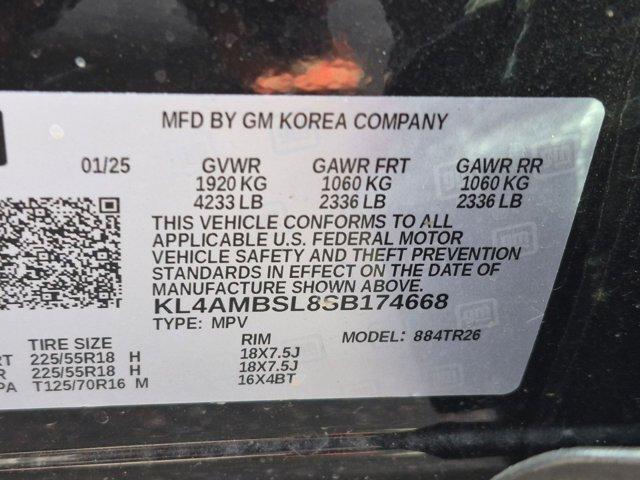 MFD BY GM KOREA COMPANY
01/25 GVWR GAWR FRT GAWR RR
1920 KG 1060 KG 1060 KG
4233 LB 2336 LB 2336 LB
THIS VEHICLE CONFORMS TO ALL
APPLICABLE U.S. FEDERAL MOTOR
VEHICLE SAFETY AND THEFT PREVENTION
STANDARDS IN EFFECT ON THE DATE OF
MANUFACTURE SHOWN ABOVE.
KL4AMBSL8SB174668
TYPE: MPV MODEL: 884TR26
TIRE SIZE RIM
RT 225/55R18 H 18X7.5J
R 225/55R18 H 18X7.5J
PA T125/70R16 M 16X4BT